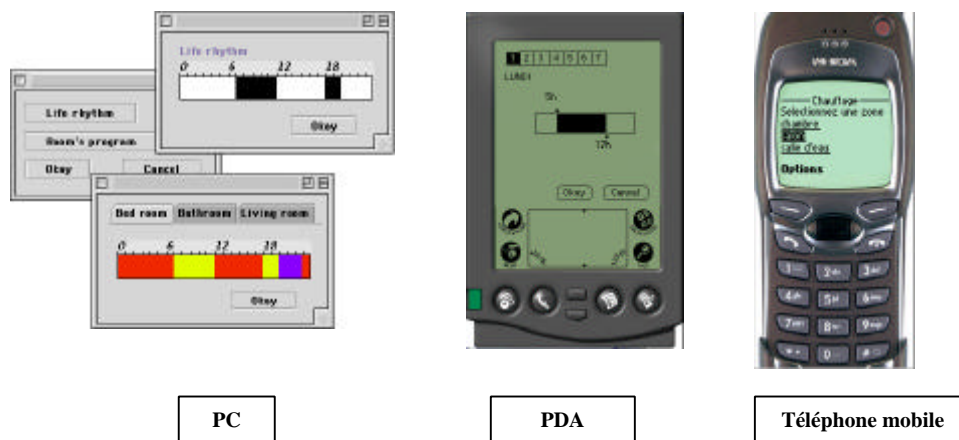 Life rhythm
0 6 12 18
Okay
Life rhythm
Room's program
Okay Cancel
Bed room Bathroom Living room
0 6 12 18
Okay
1 2 3 4 5 6 7
LUNDI
12h
Okay Cancel
Chauffage
Selectionnez une zone
chambre
salon
salle d'eau
Options
PC
PDA
Téléphone mobile